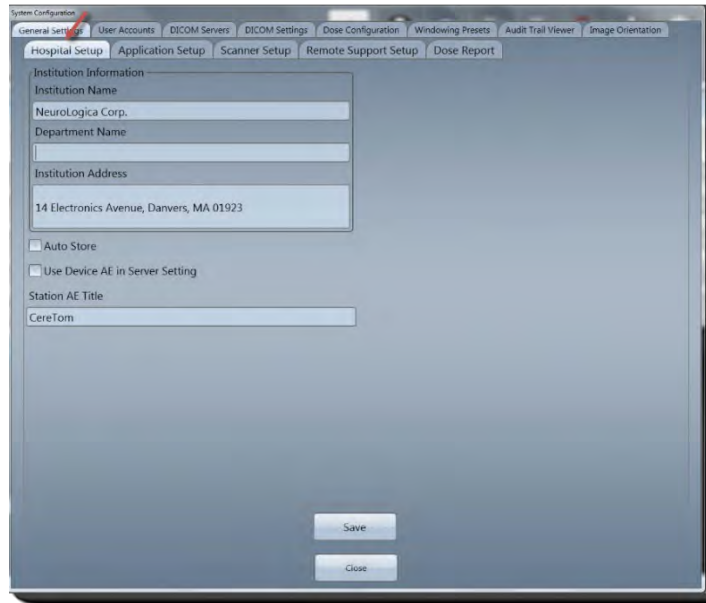 System Configuration
General Settings User Accounts DICOM Servers DICOM Settings Dose Configuration Windowing Presets Audit Trail Viewer Image Orientation
Hospital Setup Application Setup Scanner Setup Remote Support Setup Dose Report
Institution Information
Institution Name
NeuroLogica Corp.
Department Name
Institution Address
14 Electronics Avenue, Danvers, MA 01923
Auto Store
Use Device AE in Server Setting
Station AE Title
CereTom
Save
Close